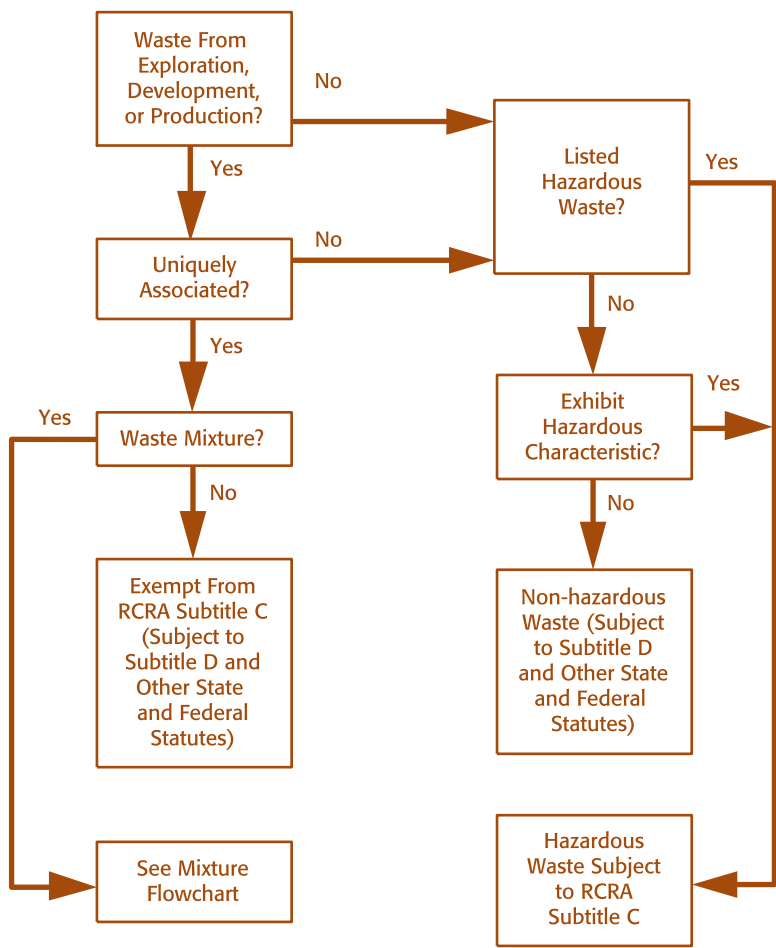 Waste From
Exploration,
Development,
or Production?
No
Yes
Listed
Hazardous
Waste?
Yes
Uniquely
Associated?
No
Yes
No
Exhibit
Hazardous
Characteristic?
Yes
Yes
Waste Mixture?
No
No
Exempt From
RCRA Subtitle C
(Subject to
Subtitle D and
Other State
and Federal
Statutes)
Non-hazardous
Waste (Subject
to Subtitle D
and Other State
and Federal
Statutes)
See Mixture
Flowchart
Hazardous
Waste Subject
to RCRA
Subtitle C